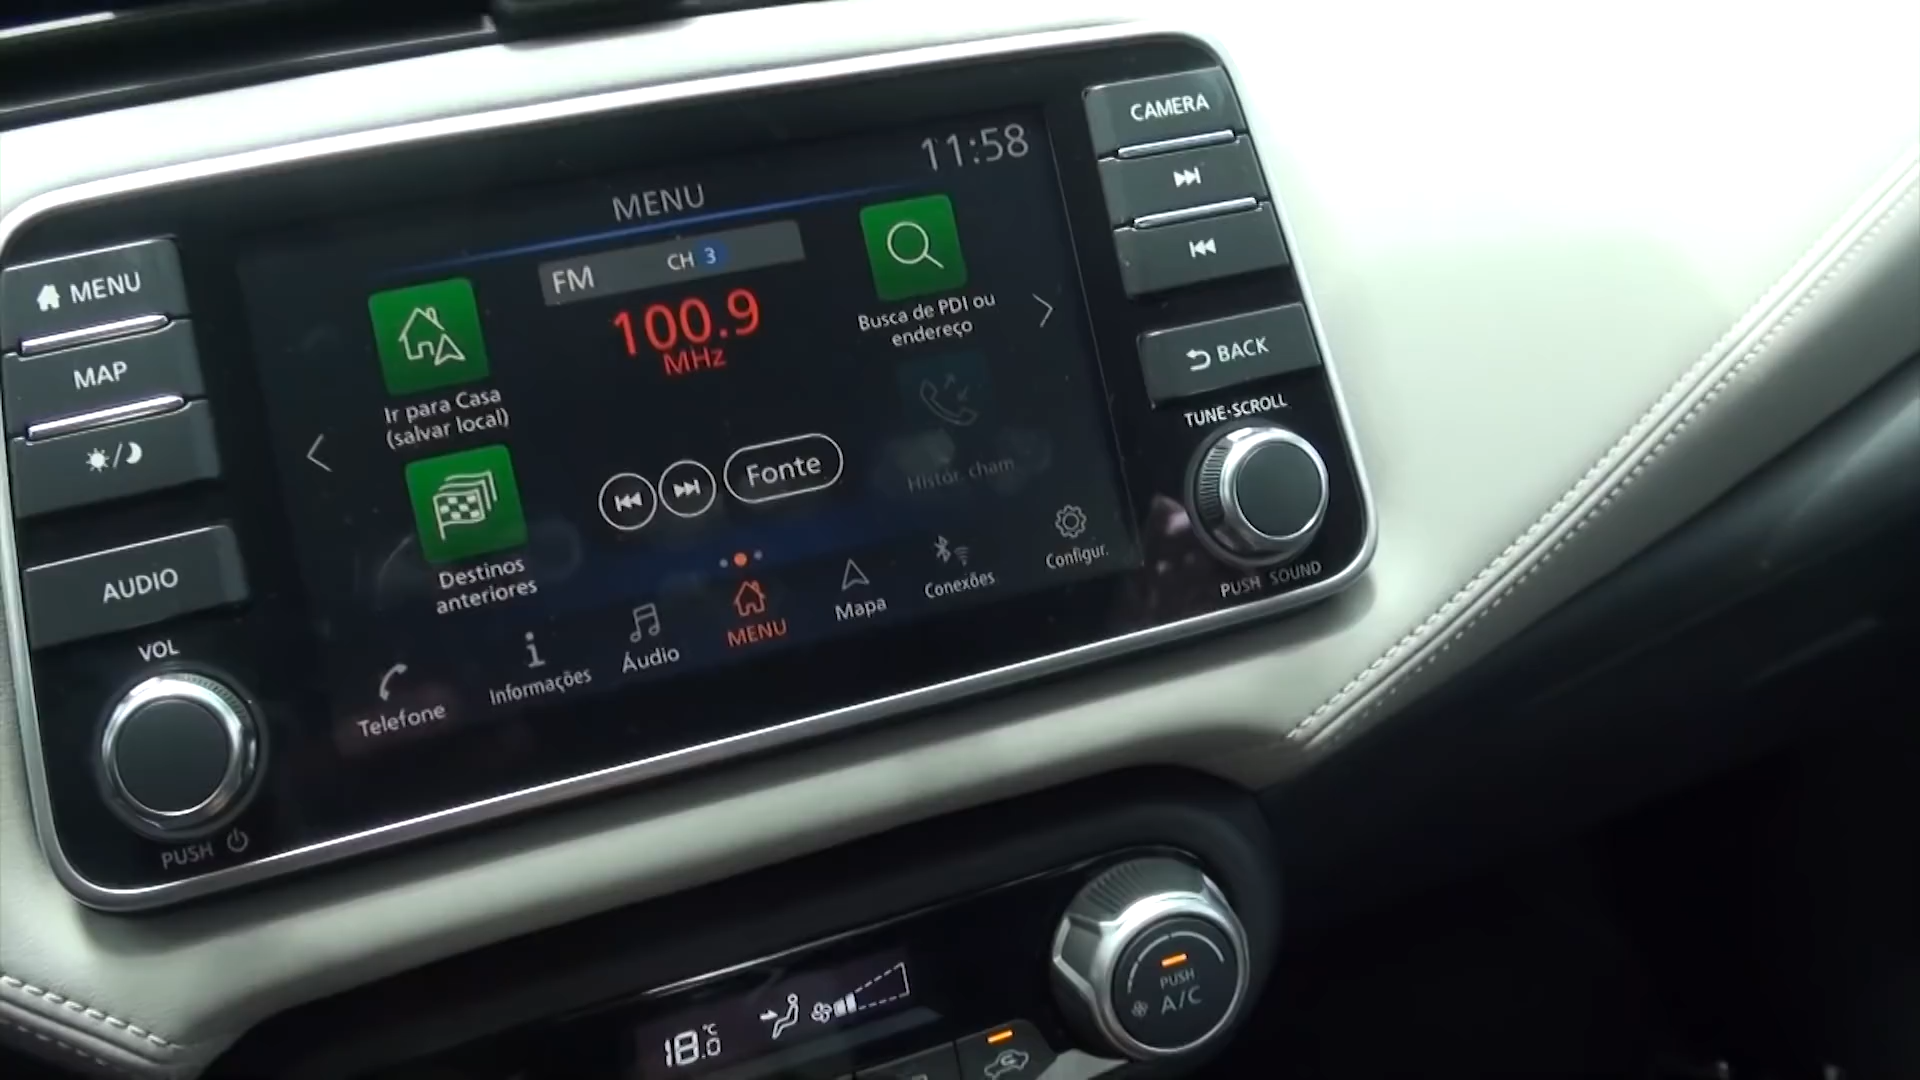 11:58
MENU
FM
CH 3
100.9
MHz
Ir para Casa
(salvar local)
Destinos
anteriores
Busca de PDI ou
endereço
Histór. cham
Fonte
Telefone
Informações
Áudio
MENU
Mapa
Conexões
Configur.
MENU
MAP
AUDIO
VOL
PUSH
CAMERA
BACK
TUNE·SCROLL
PUSH SOUND
18.0 °C
PUSH
A/C